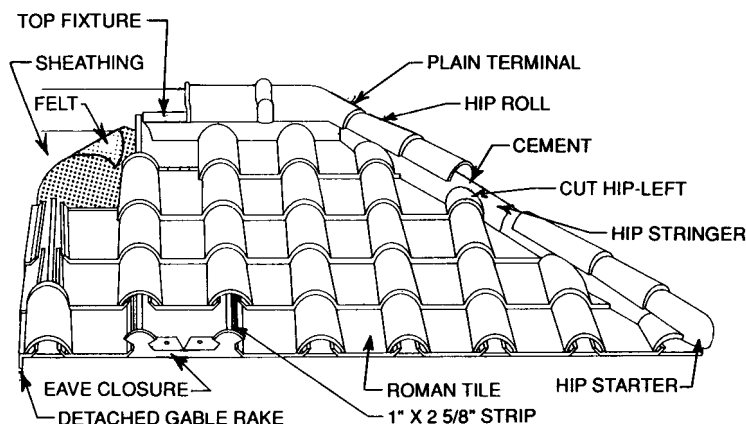 TOP FIXTURE
SHEATHING
PLAIN TERMINAL
FELT
HIP ROLL
CEMENT
CUT HIP-LEFT
HIP STRINGER
EAVE CLOSURE
ROMAN TILE
HIP STARTER
DETACHED GABLE RAKE
1" X 2 5/8" STRIP